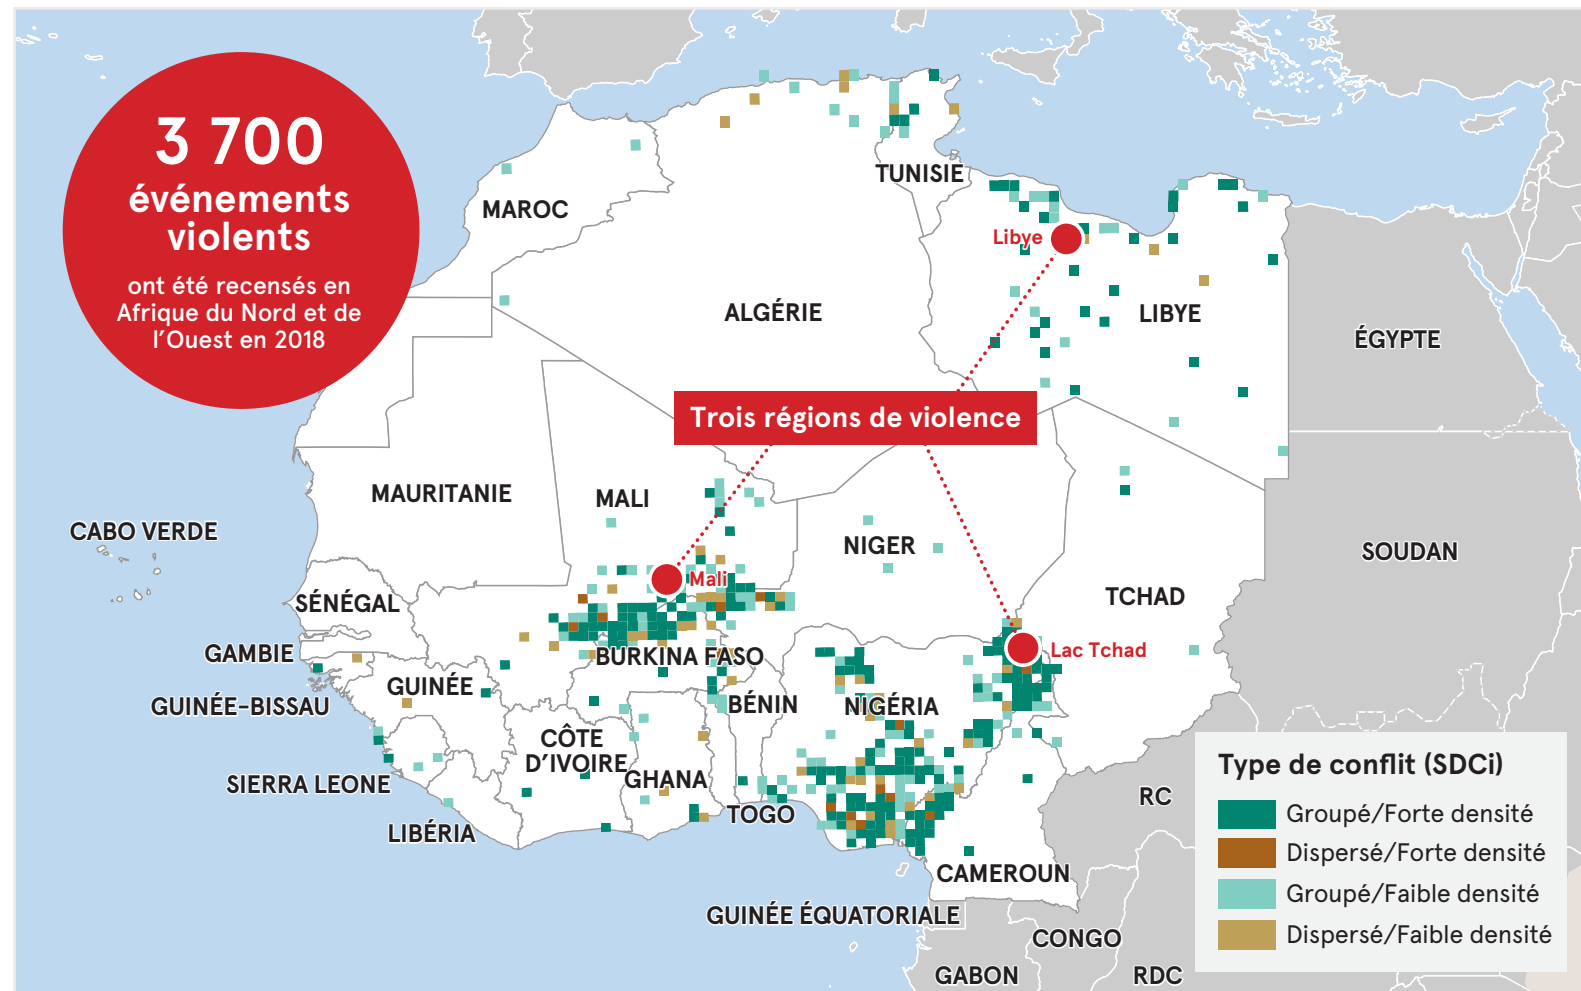 3 700
événements
violents
ont été recensés en
Afrique du Nord et de
l'Ouest en 2018
TUNISIE
MAROC
Libye
ALGÉRIE
LIBYE
ÉGYPTE
Trois régions de violence
MAURITANIE
MALI
CABO VERDE
NIGER
SOUDAN
Mali
TCHAD
SÉNÉGAL
GAMBIE
BURKINA FASO
Lac Tchad
GUINÉE
GUINÉE-BISSAU
BÉNIN
NIGÉRIA
CÔTE
D'IVOIRE
GHANA
SIERRA LEONE
TOGO
LIBÉRIA
RC
CAMEROUN
GUINÉE ÉQUATORIALE
CONGO
GABON
RDC
Type de conflit (SDCi)
Groupé/Forte densité
Dispersé/Forte densité
Groupé/Faible densité
Dispersé/Faible densité